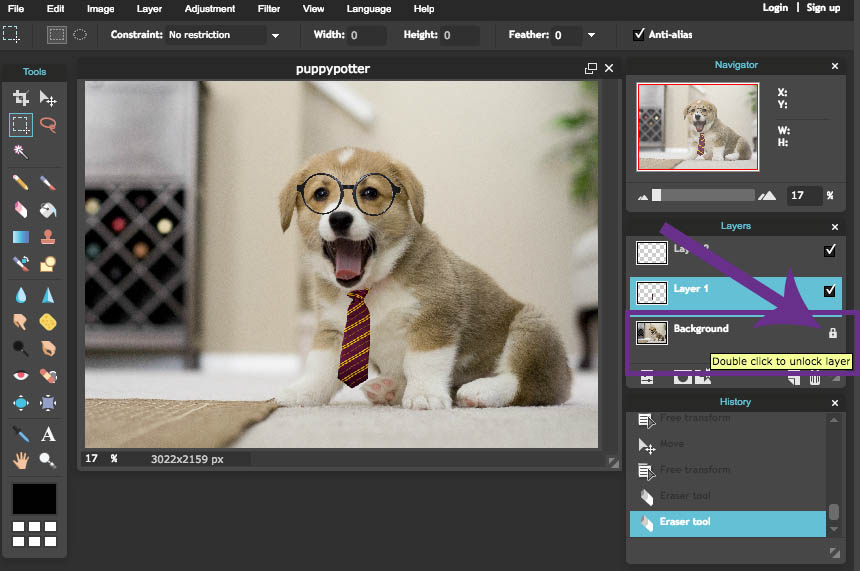 File Edit Image Layer Adjustment Filter View Language Help Login | Sign up
Constraint: No restriction Width: 0 Height: 0 Feather: 0 Anti-alias
Tools
puppypotter
17 % 3022x2159 px
Navigator
X:
Y:
W:
H:
17 %
Layers
Layer 1
Background
Double click to unlock layer
History
Free transform
Move
Free transform
Eraser tool
Eraser tool